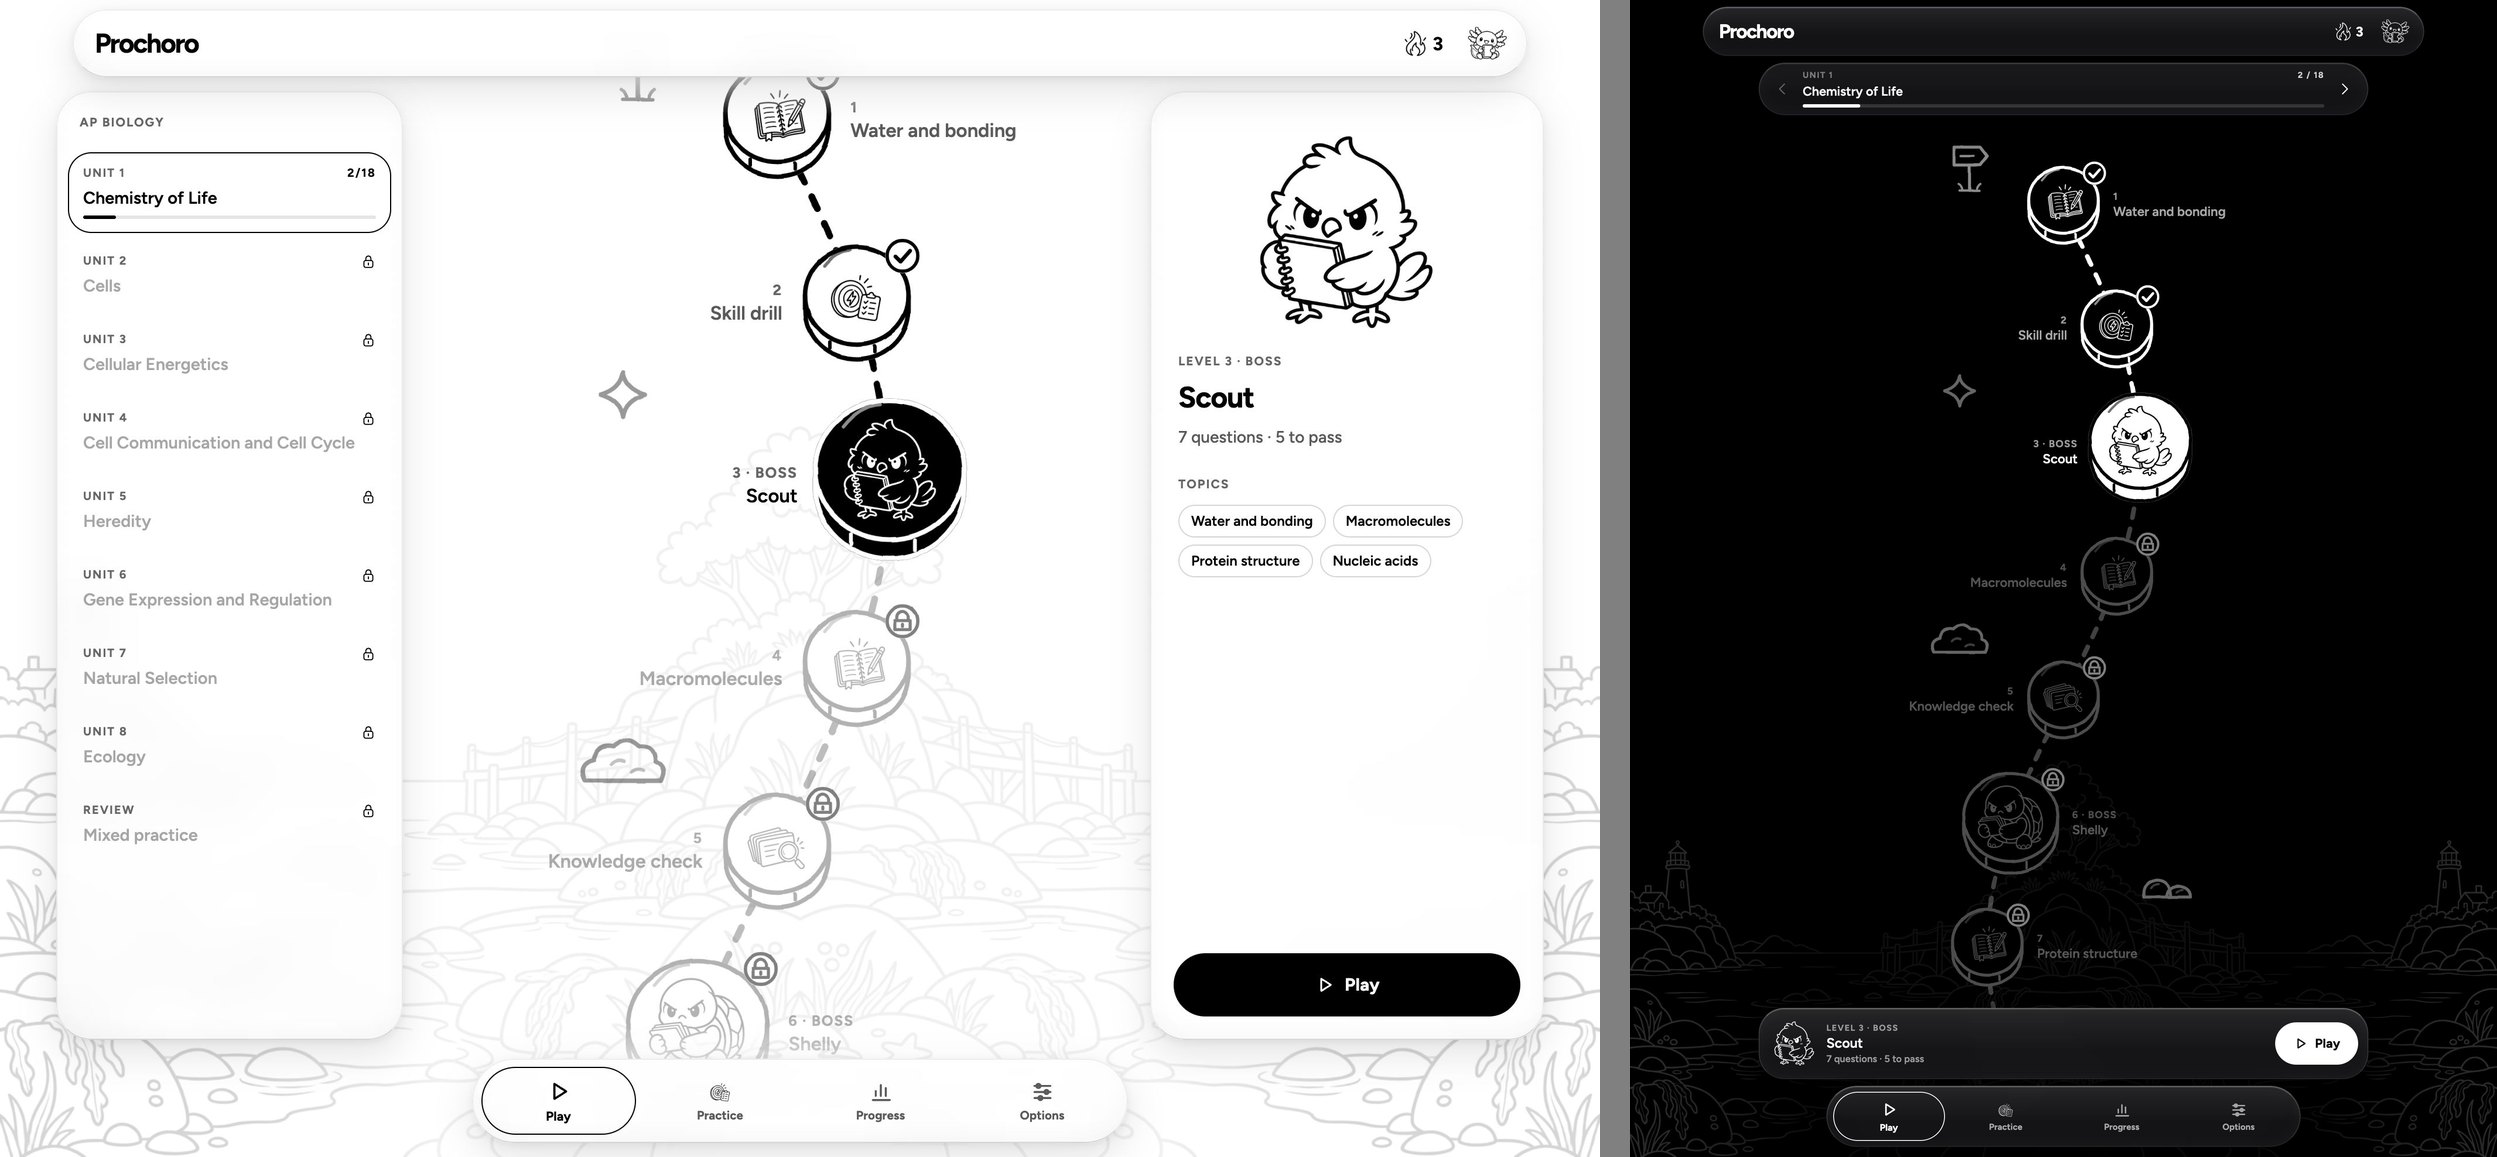 Prochoro
3
AP BIOLOGY
UNIT 1
2/18
Chemistry of Life
UNIT 2
Cells
UNIT 3
Cellular Energetics
UNIT 4
Cell Communication and Cell Cycle
UNIT 5
Heredity
UNIT 6
Gene Expression and Regulation
UNIT 7
Natural Selection
UNIT 8
Ecology
REVIEW
Mixed practice
1
Water and bonding
2
Skill drill
3 · BOSS
Scout
4
Macromolecules
5
Knowledge check
6 · BOSS
Shelly
LEVEL 3 · BOSS
Scout
7 questions · 5 to pass
TOPICS
Water and bonding
Macromolecules
Protein structure
Nucleic acids
Play
Play
Practice
Progress
Options
Prochoro
3
UNIT 1
2 / 18
Chemistry of Life
1
Water and bonding
2
Skill drill
3 · BOSS
Scout
4
Macromolecules
5
Knowledge check
6 · BOSS
Shelly
7
Protein structure
LEVEL 3 · BOSS
Scout
7 questions · 5 to pass
Play
Play
Practice
Progress
Options